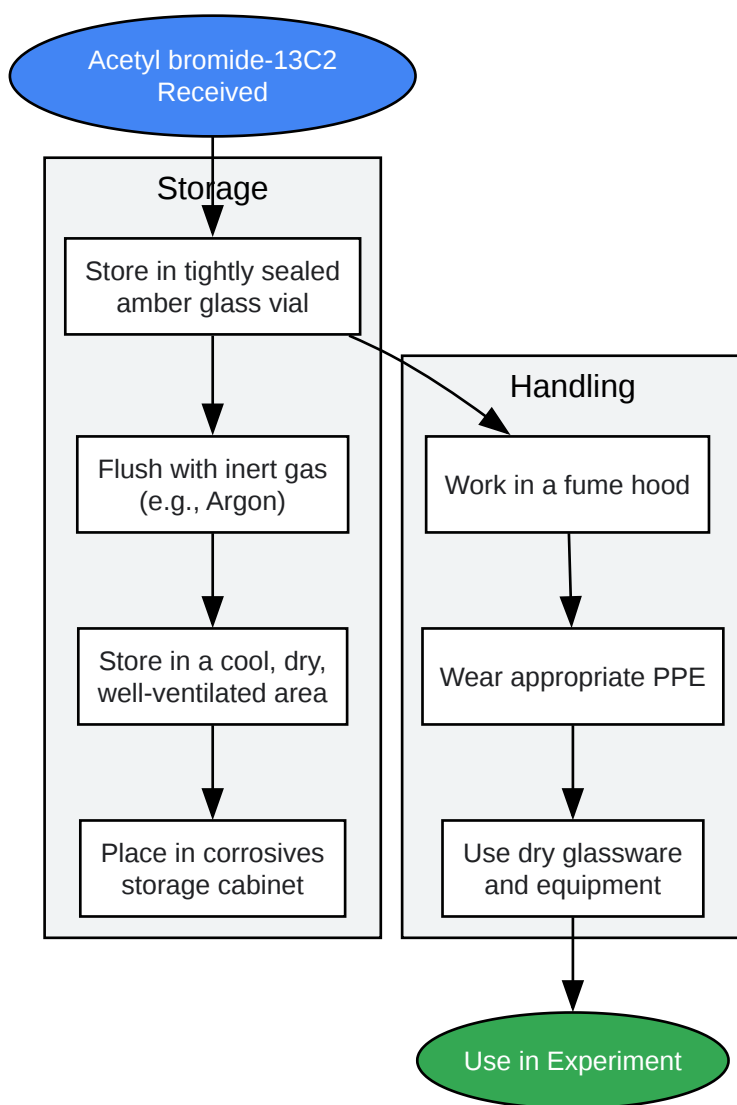 Acetyl bromide-13C2
Received
Storage
Store in tightly sealed
amber glass vial
Flush with inert gas
(e.g., Argon)
Store in a cool, dry,
well-ventilated area
Place in corrosives
storage cabinet
Handling
Work in a fume hood
Wear appropriate PPE
Use dry glassware
and equipment
Use in Experiment